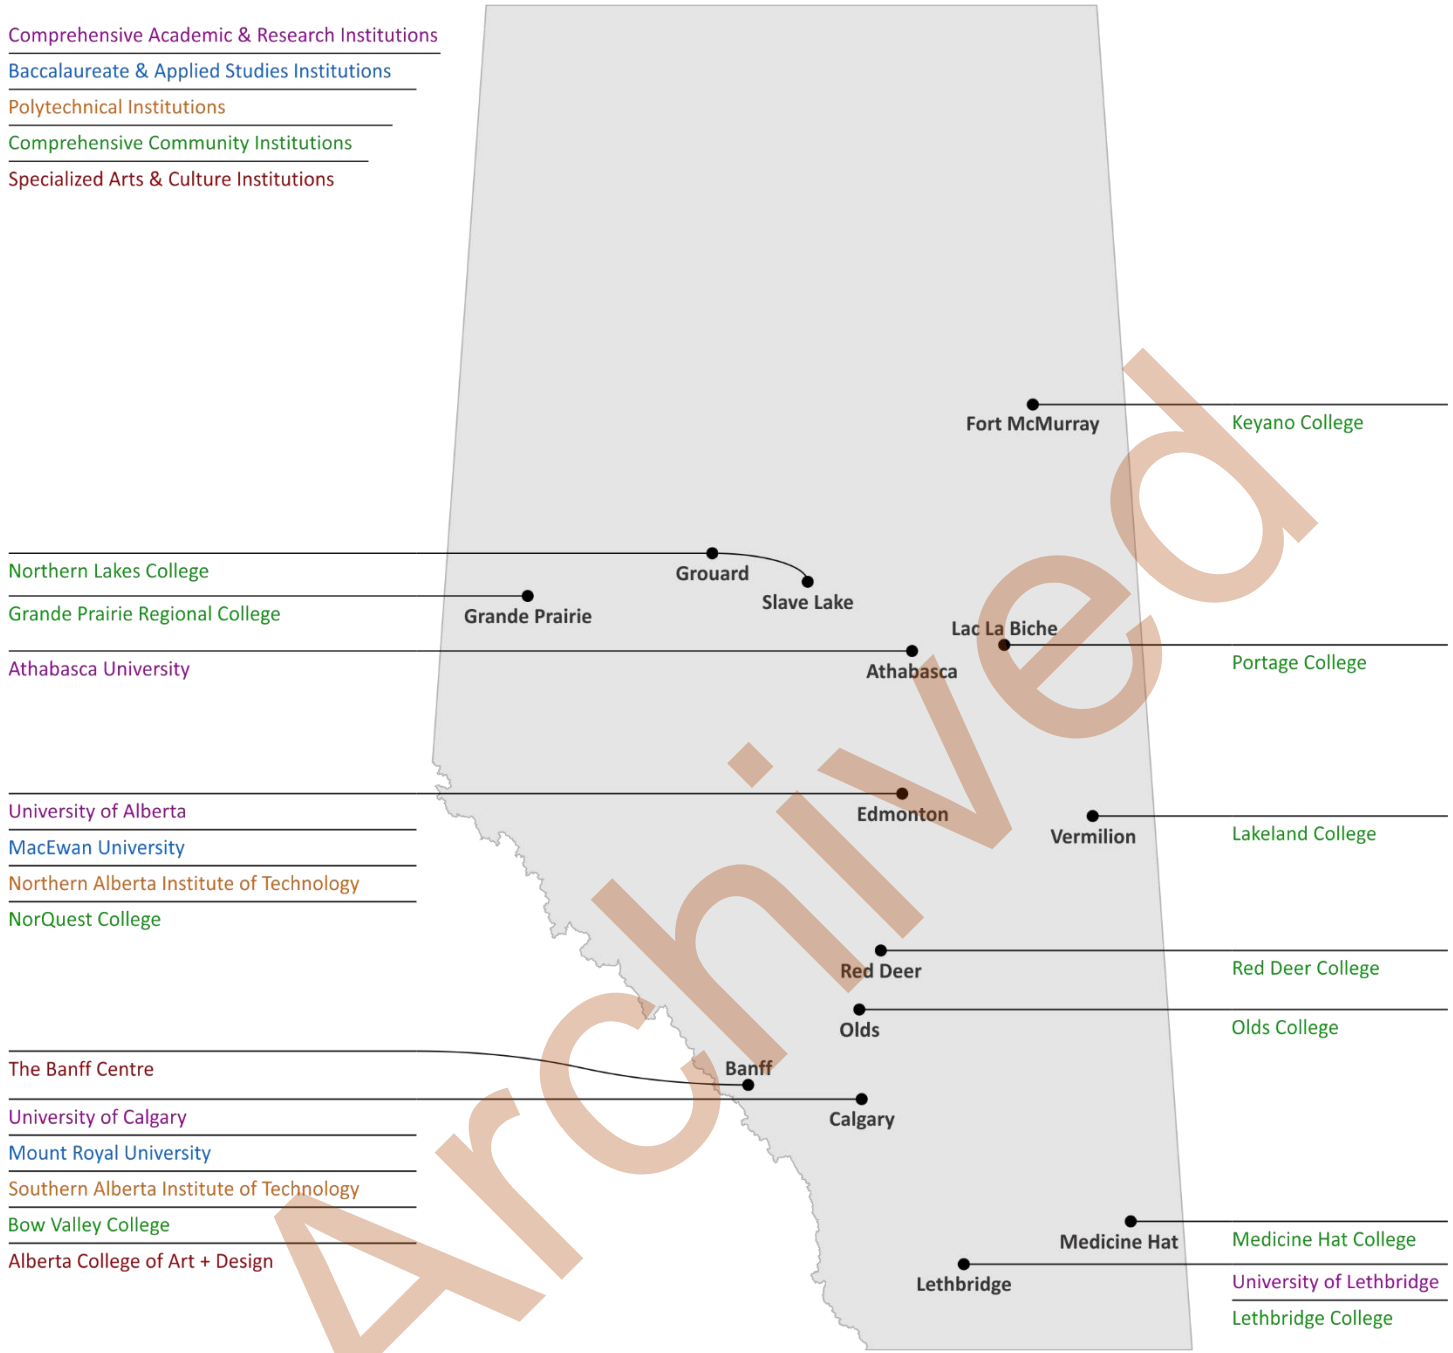 Comprehensive Academic & Research Institutions
Baccalaureate & Applied Studies Institutions
Polytechnical Institutions
Comprehensive Community Institutions
Specialized Arts & Culture Institutions
Fort McMurray
Keyano College
Northern Lakes College
Grouard
Slave Lake
Grande Prairie Regional College
Grande Prairie
Lac La Biche
Athabasca University
Athabasca
Portage College
University of Alberta
Edmonton
MacEwan University
Vermilion
Lakeland College
Northern Alberta Institute of Technology
NorQuest College
Red Deer
Red Deer College
Olds
Olds College
The Banff Centre
Banff
University of Calgary
Calgary
Mount Royal University
Southern Alberta Institute of Technology
Bow Valley College
Alberta College of Art + Design
Medicine Hat
Medicine Hat College
Lethbridge
University of Lethbridge
Lethbridge College
Archived